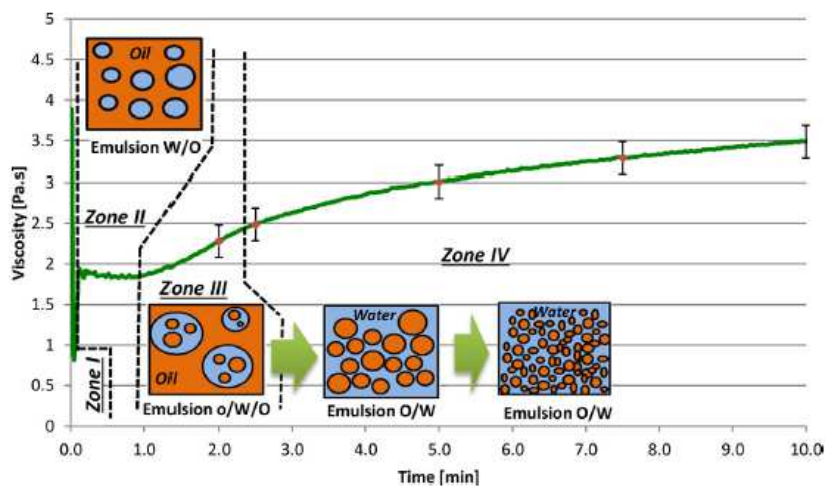 5
4.5
4
3.5
3
2.5
2
1.5
1
0.5
0
Viscosity [Pa.s]
Oil
Emulsion W/O
Zone II
Zone III
Zone IV
Zone I
Oil
Emulsion o/W/O
Water
Emulsion O/W
Water
Emulsion O/W
0.0 1.0 2.0 3.0 4.0 5.0 6.0 7.0 8.0 9.0 10.0
Time [min]